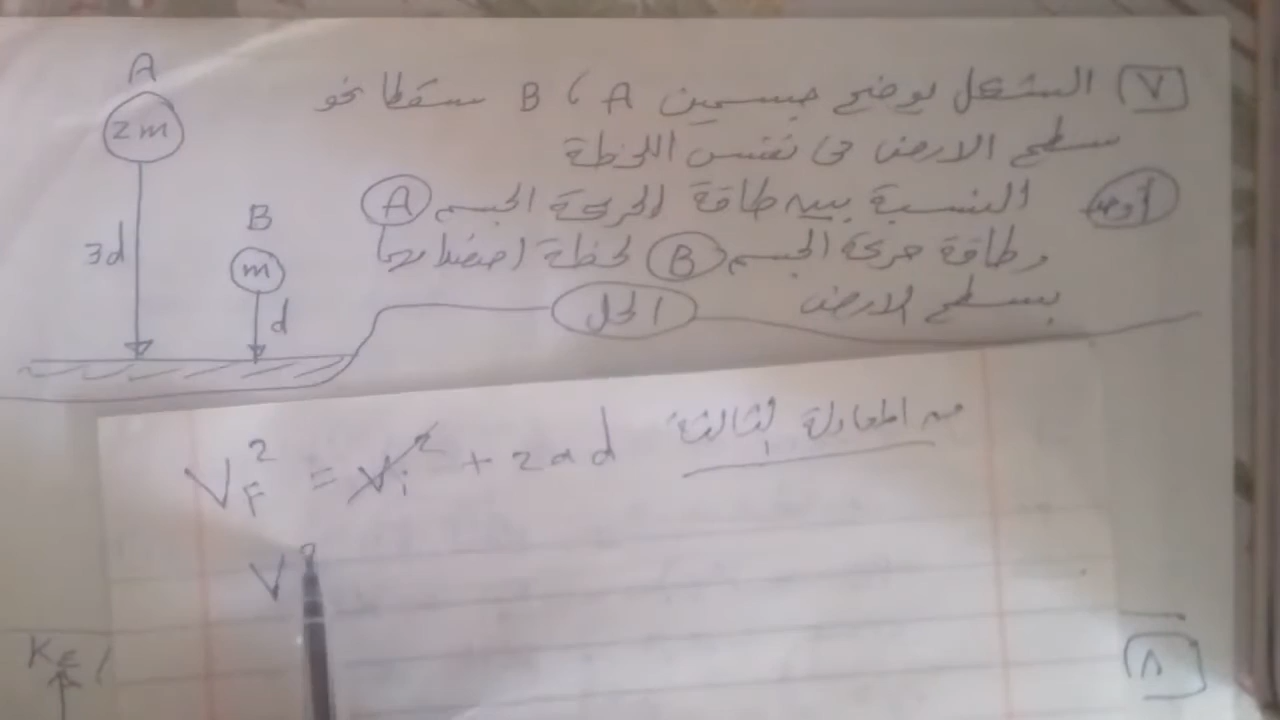 ٧ الشكل يوضح جسمين A ، B سقطا نحو
سطح الارض فى نفس اللحظة
أوجد النسبة بين طاقة الحركة الجسم A
وطاقة حركة الجسم B لحظة اصطدامها
بسطح الارض
الحل
A
2m
3d
B
m
d
من المعادلة الثالثة
V_F^2 = V_i^2 + 2ad
V^2
KE
٨